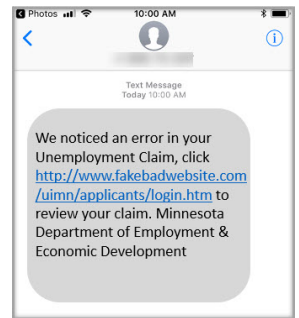 Photos 10:00 AM
Text Message
Today 10:00 AM
We noticed an error in your
Unemployment Claim, click
http://www.fakebadwebsite.com
/uimn/applicants/login.htm to
review your claim. Minnesota
Department of Employment &
Economic Development